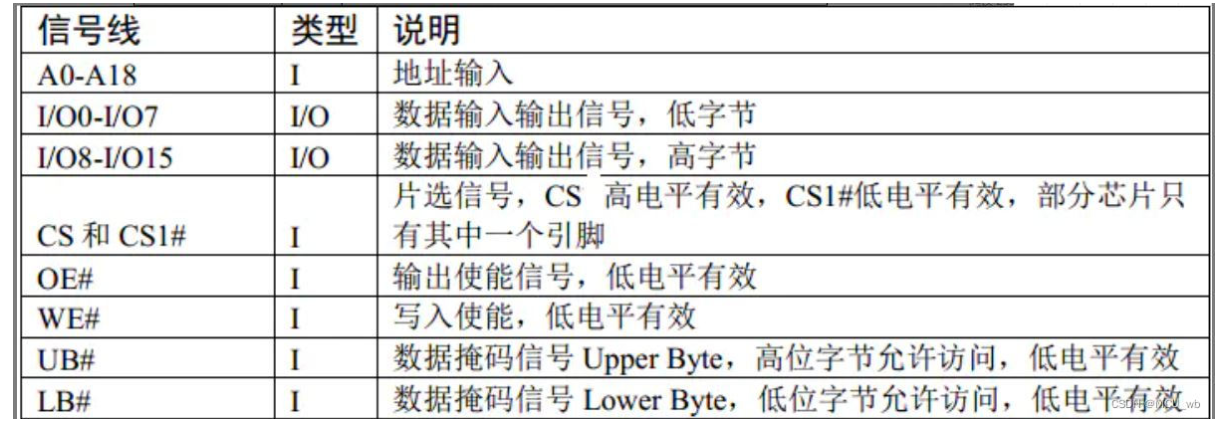 信号线 类型 说明
A0-A18 I 地址输入
I/O0-I/O7 I/O 数据输入输出信号，低字节
I/O8-I/O15 I/O 数据输入输出信号，高字节
CS 和 CS1# I 片选信号，CS 高电平有效，CS1#低电平有效，部分芯片只
有其中一个引脚
OE# I 输出使能信号，低电平有效
WE# I 写入使能，低电平有效
UB# I 数据掩码信号 Upper Byte，高位字节允许访问，低电平有效
LB# I 数据掩码信号 Lower Byte，低位字节允许访问，低电平有效